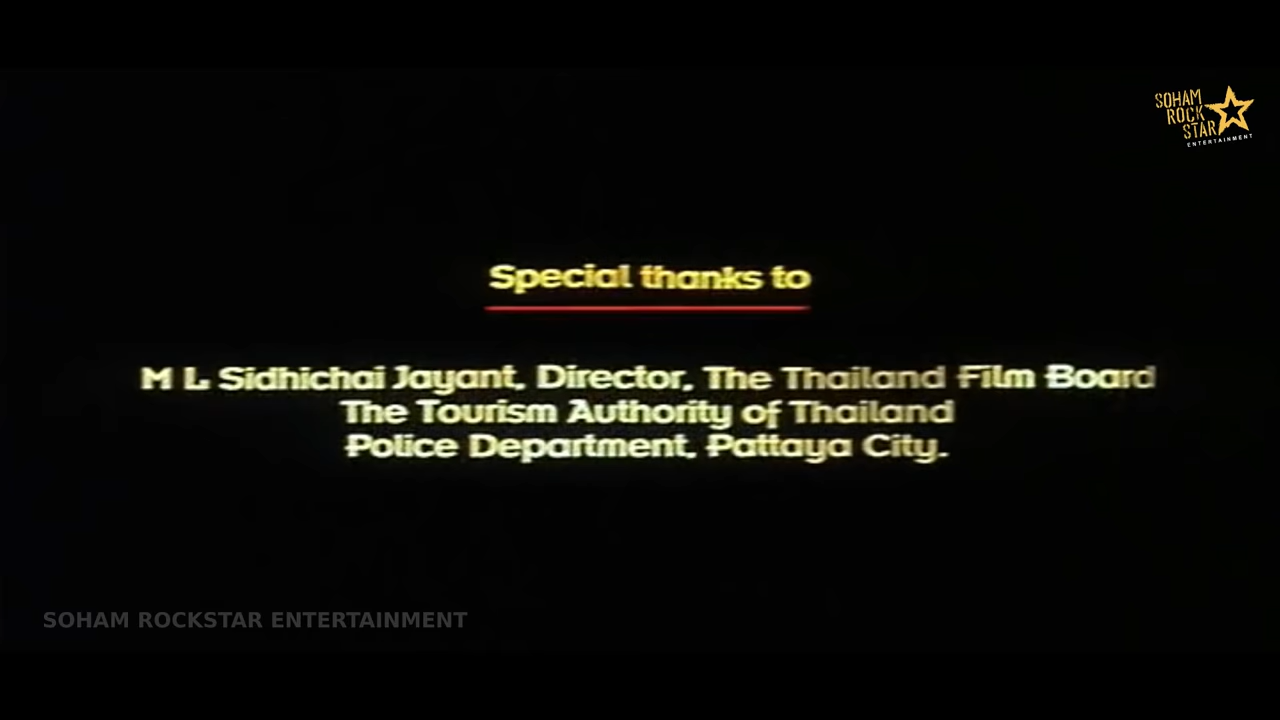 SOHAM
ROCK
STAR
ENTERTAINMENT
Special thanks to
M L Sidhichai Jayant, Director, The Thailand Film Board
The Tourism Authority of Thailand
Police Department, Pattaya City.
SOHAM ROCKSTAR ENTERTAINMENT